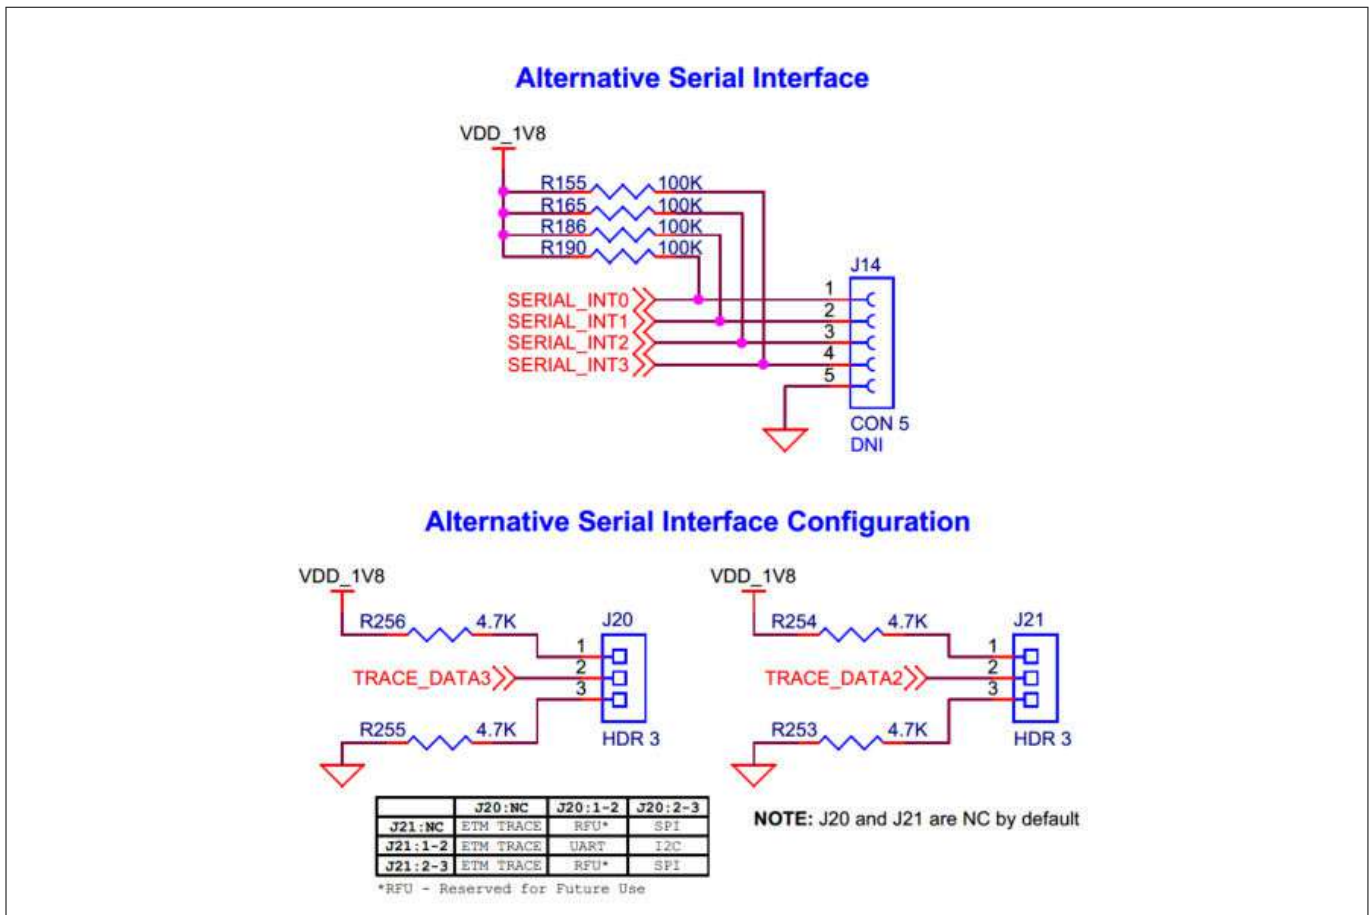 Alternative Serial Interface
VDD_1V8
R155 100K
R165 100K
R186 100K
R190 100K
J14
SERIAL_INT0 1
SERIAL_INT1 2
SERIAL_INT2 3
SERIAL_INT3 4
5
CON 5
DNI
Alternative Serial Interface Configuration
VDD_1V8
R256 4.7K J20
1
TRACE_DATA3 2
3
R255 4.7K
HDR 3
VDD_1V8
R254 4.7K J21
1
TRACE_DATA2 2
3
R253 4.7K
HDR 3
J20:NC J20:1-2 J20:2-3
J21:NC ETM TRACE RFU* SPI
J21:1-2 ETM TRACE UART I2C
J21:2-3 ETM TRACE RFU* SPI
*RFU - Reserved for Future Use
NOTE: J20 and J21 are NC by default